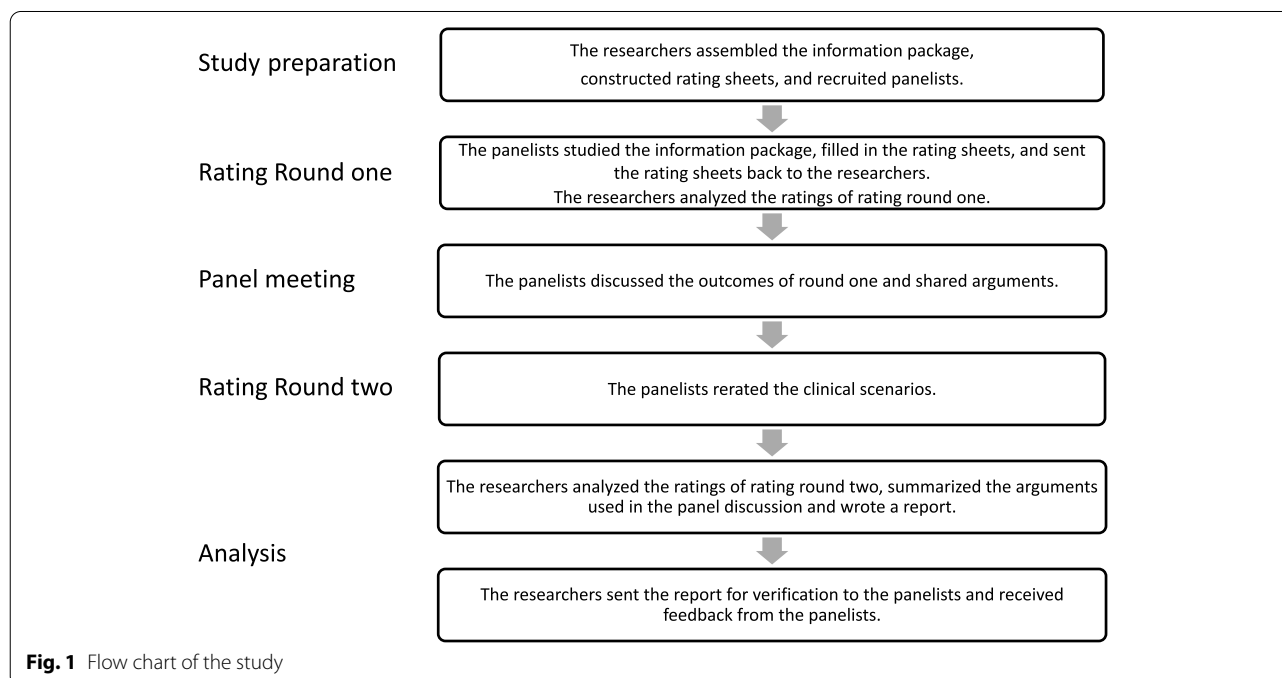 Study preparation
The researchers assembled the information package,
constructed rating sheets, and recruited panelists.
Rating Round one
The panelists studied the information package, filled in the rating sheets, and sent
the rating sheets back to the researchers.
The researchers analyzed the ratings of rating round one.
Panel meeting
The panelists discussed the outcomes of round one and shared arguments.
Rating Round two
The panelists rerated the clinical scenarios.
Analysis
The researchers analyzed the ratings of rating round two, summarized the arguments
used in the panel discussion and wrote a report.
The researchers sent the report for verification to the panelists and received
feedback from the panelists.
Fig. 1 Flow chart of the study